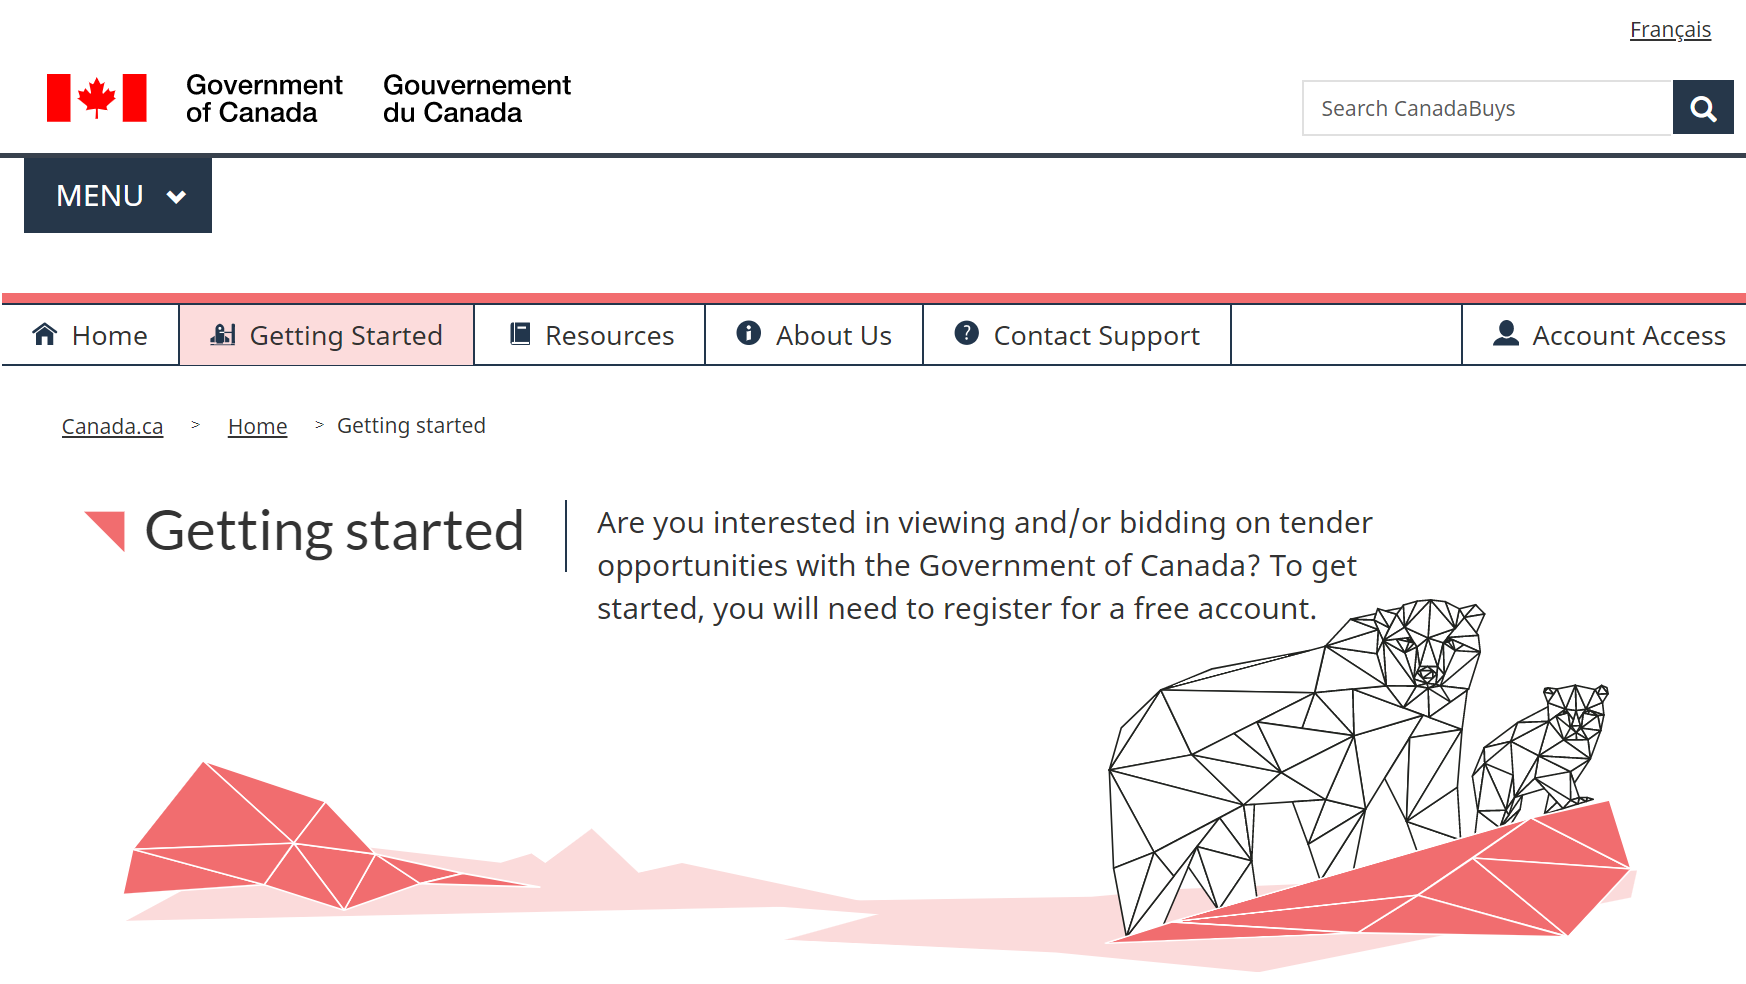 Français
Government
of Canada
Gouvernement
du Canada
Search CanadaBuys
MENU
Home
Getting Started
Resources
About Us
Contact Support
Account Access
Canada.ca > Home > Getting started
Getting started
Are you interested in viewing and/or bidding on tender
opportunities with the Government of Canada? To get
started, you will need to register for a free account.